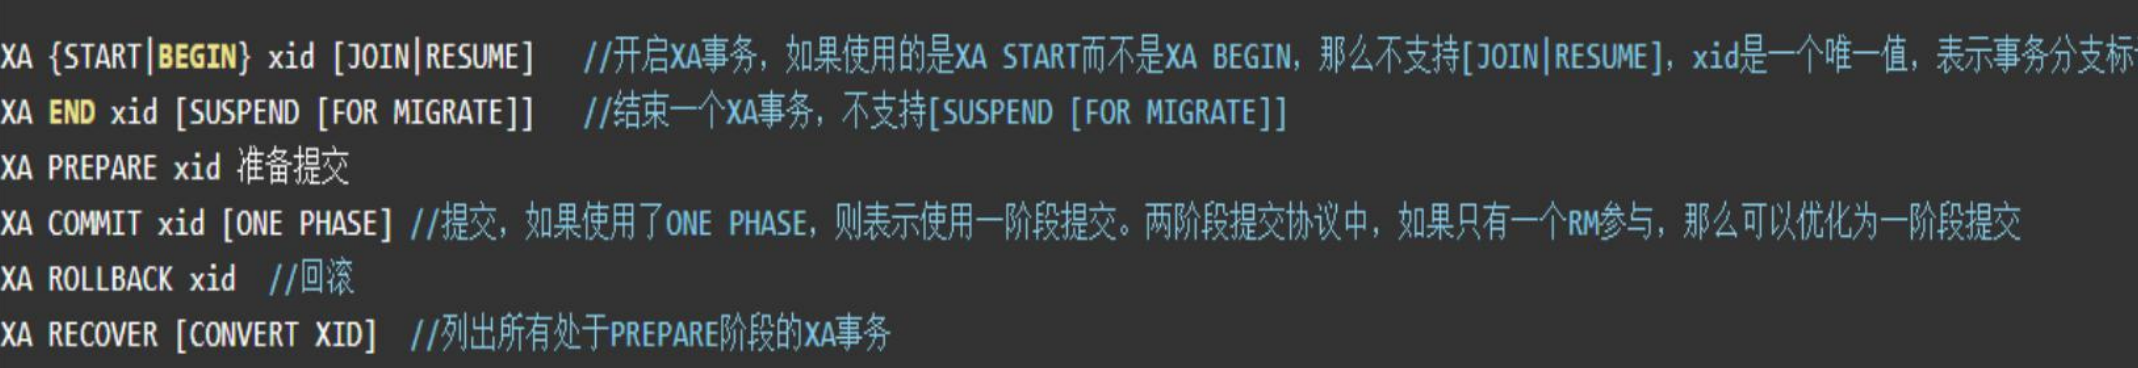 XA {START|BEGIN} xid [JOIN|RESUME] //开启XA事务，如果使用的是XA START而不是XA BEGIN，那么不支持[JOIN|RESUME]，xid是一个唯一值，表示事务分支标
XA END xid [SUSPEND [FOR MIGRATE]] //结束一个XA事务，不支持[SUSPEND [FOR MIGRATE]]
XA PREPARE xid 准备提交
XA COMMIT xid [ONE PHASE] //提交，如果使用了ONE PHASE，则表示使用一阶段提交。两阶段提交协议中，如果只有一个RM参与，那么可以优化为一阶段提交
XA ROLLBACK xid //回滚
XA RECOVER [CONVERT XID] //列出所有处于PREPARE阶段的XA事务